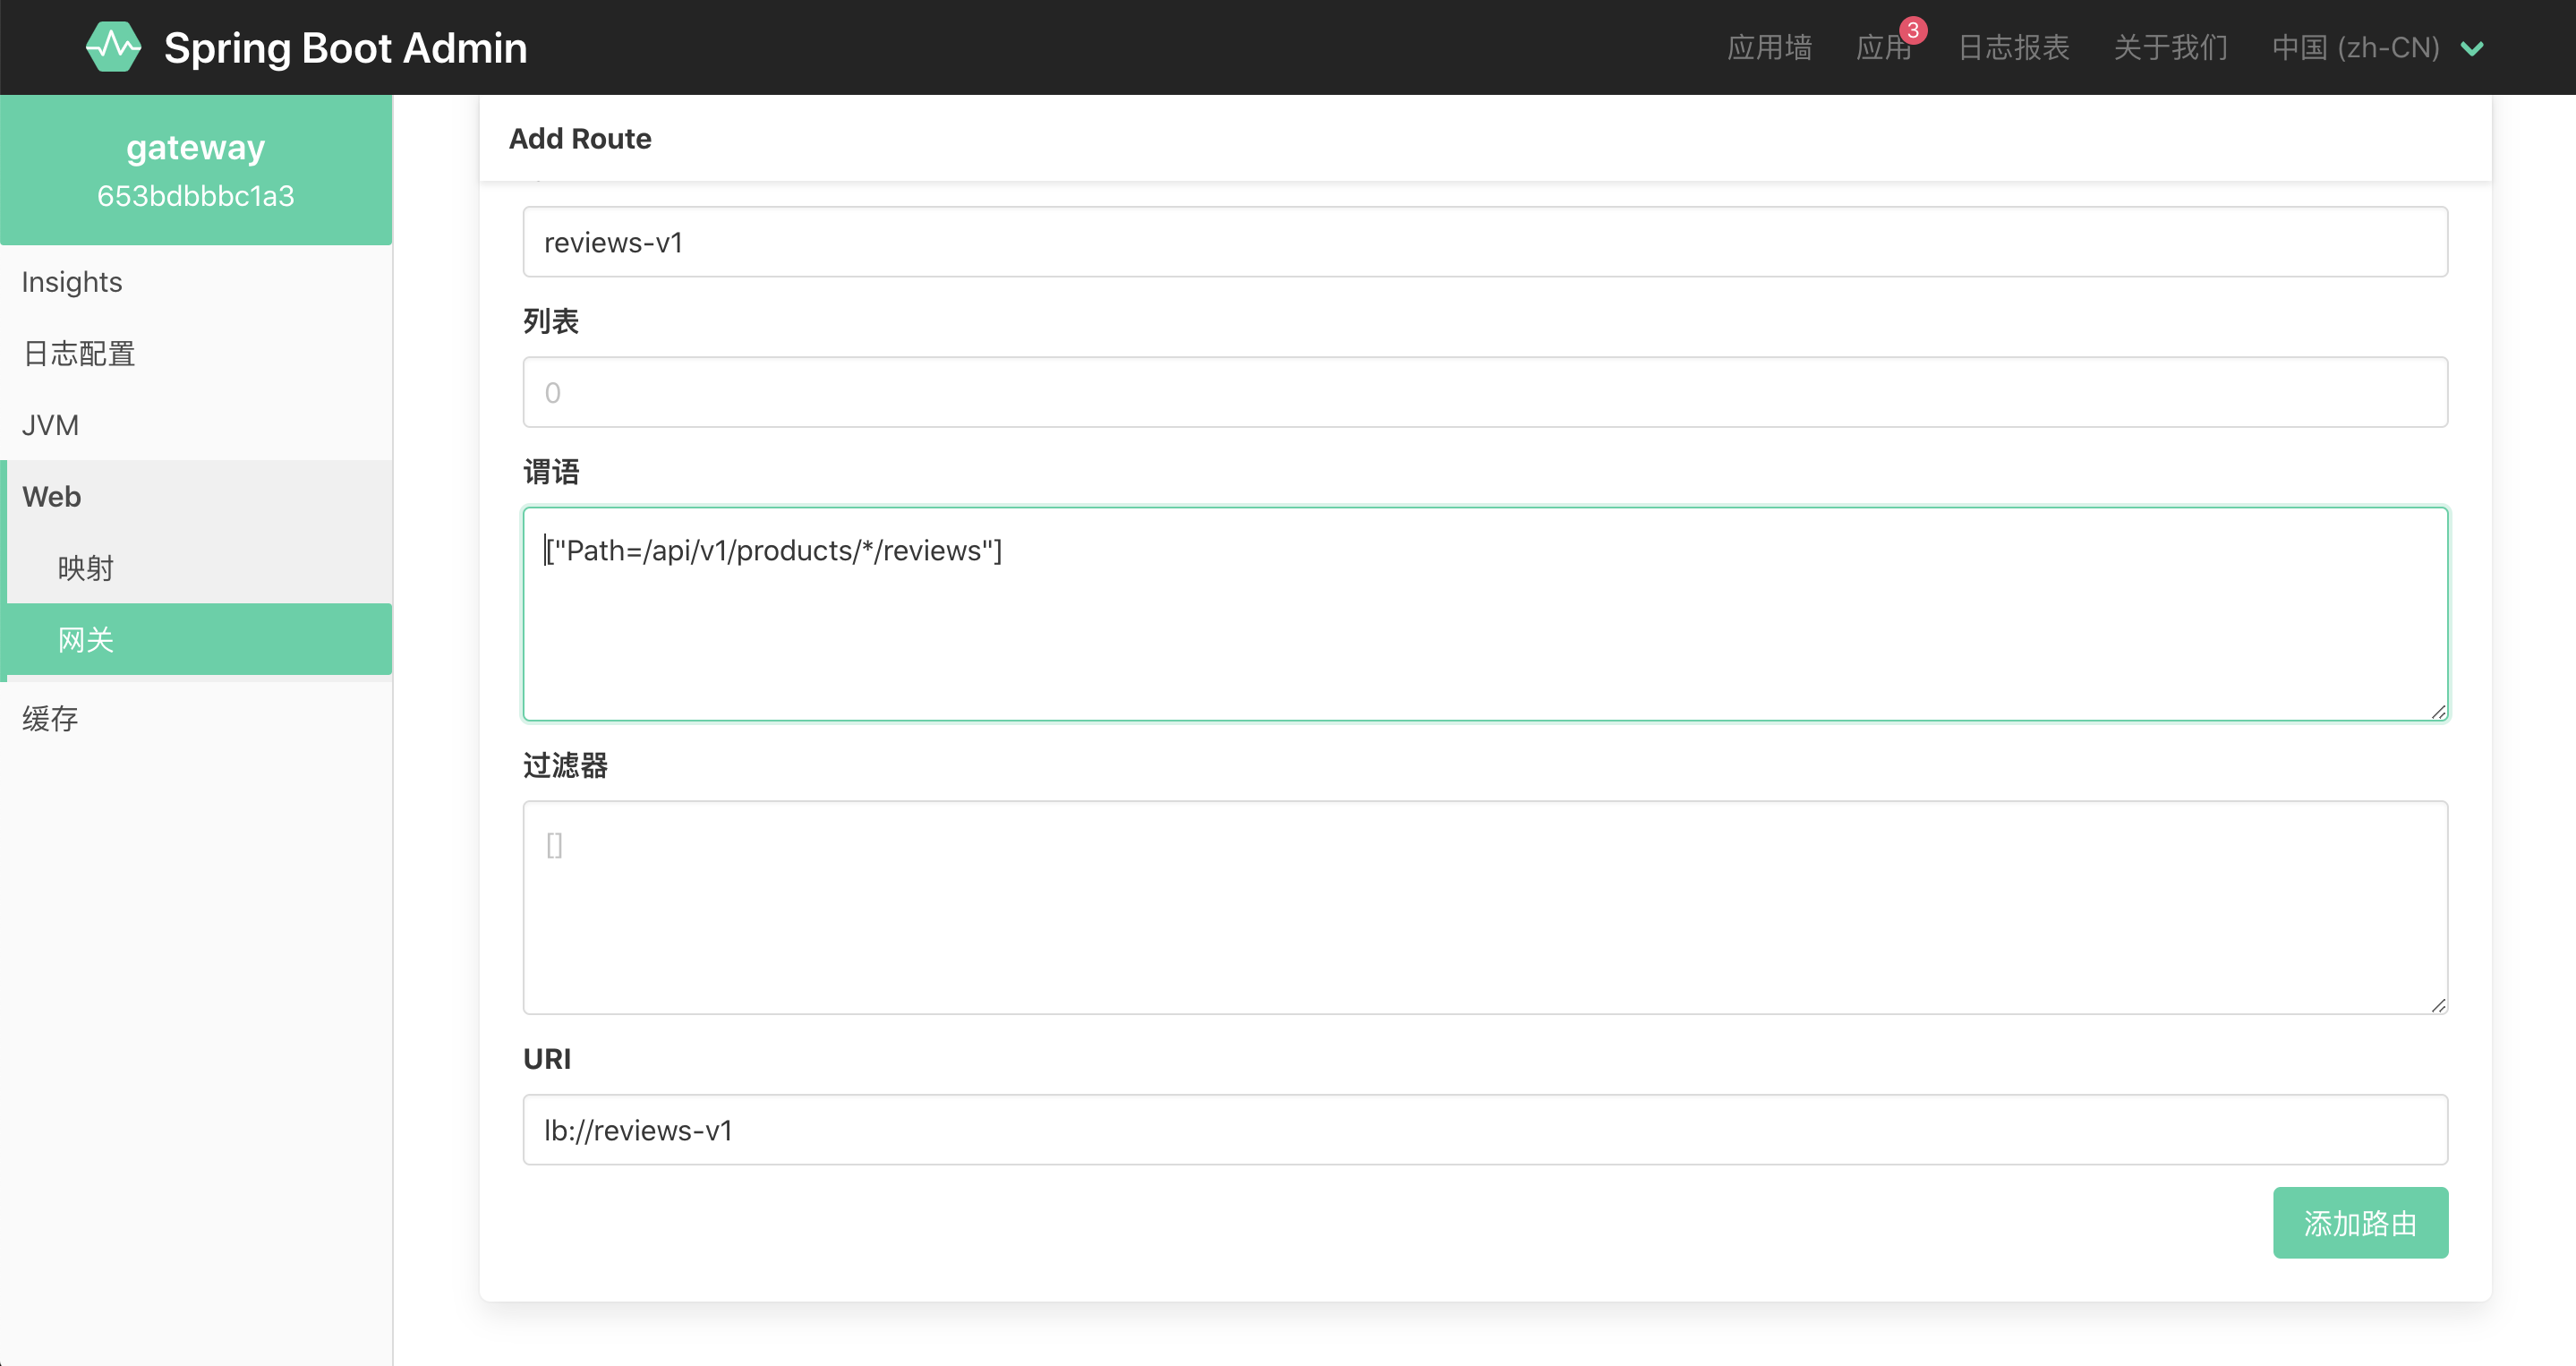 Spring Boot Admin
应用墙
应用
3
日志报表
关于我们
中国 (zh-CN)
gateway
653bdbbbc1a3
Insights
日志配置
JVM
Web
映射
网关
缓存
Add Route
reviews-v1
列表
0
谓语
["Path=/api/v1/products/*/reviews"]
过滤器
[]
URI
lb://reviews-v1
添加路由